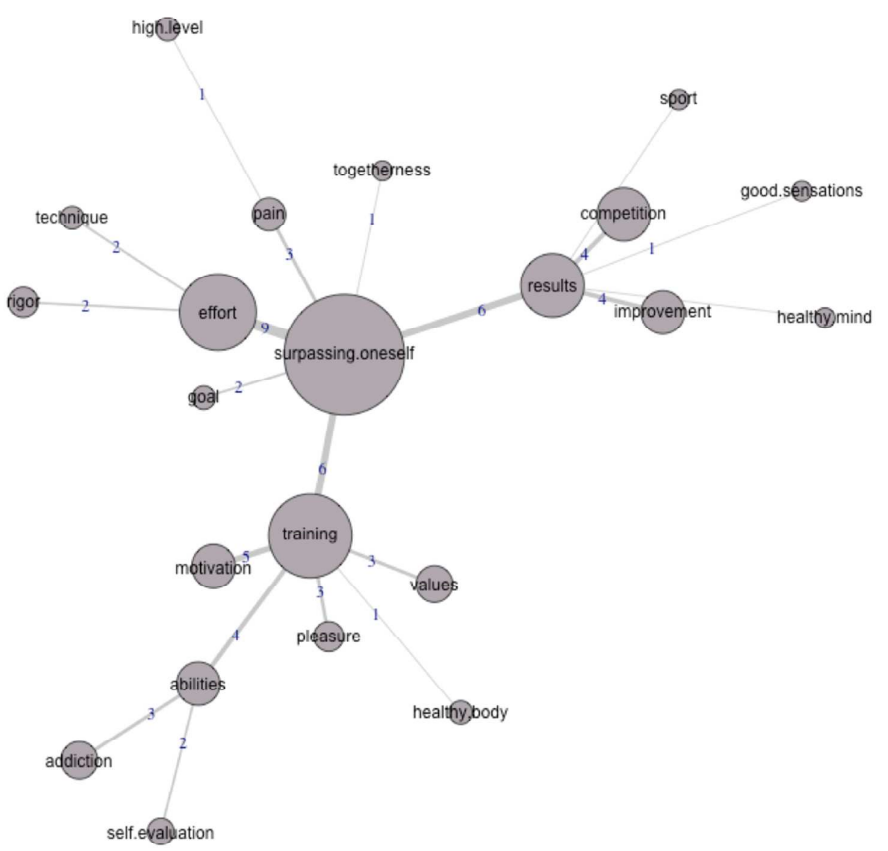 high.level
1
sport
togetherness
good.sensations
technique
pain
competition
2
1
3
4
1
rigor
2
effort
results
6
4
improvement
healthy.mind
9
surpassing.oneself
goal
2
6
training
motivation
5
3
values
3
1
4
pleasure
abilities
healthy.body
3
2
addiction
self.evaluation